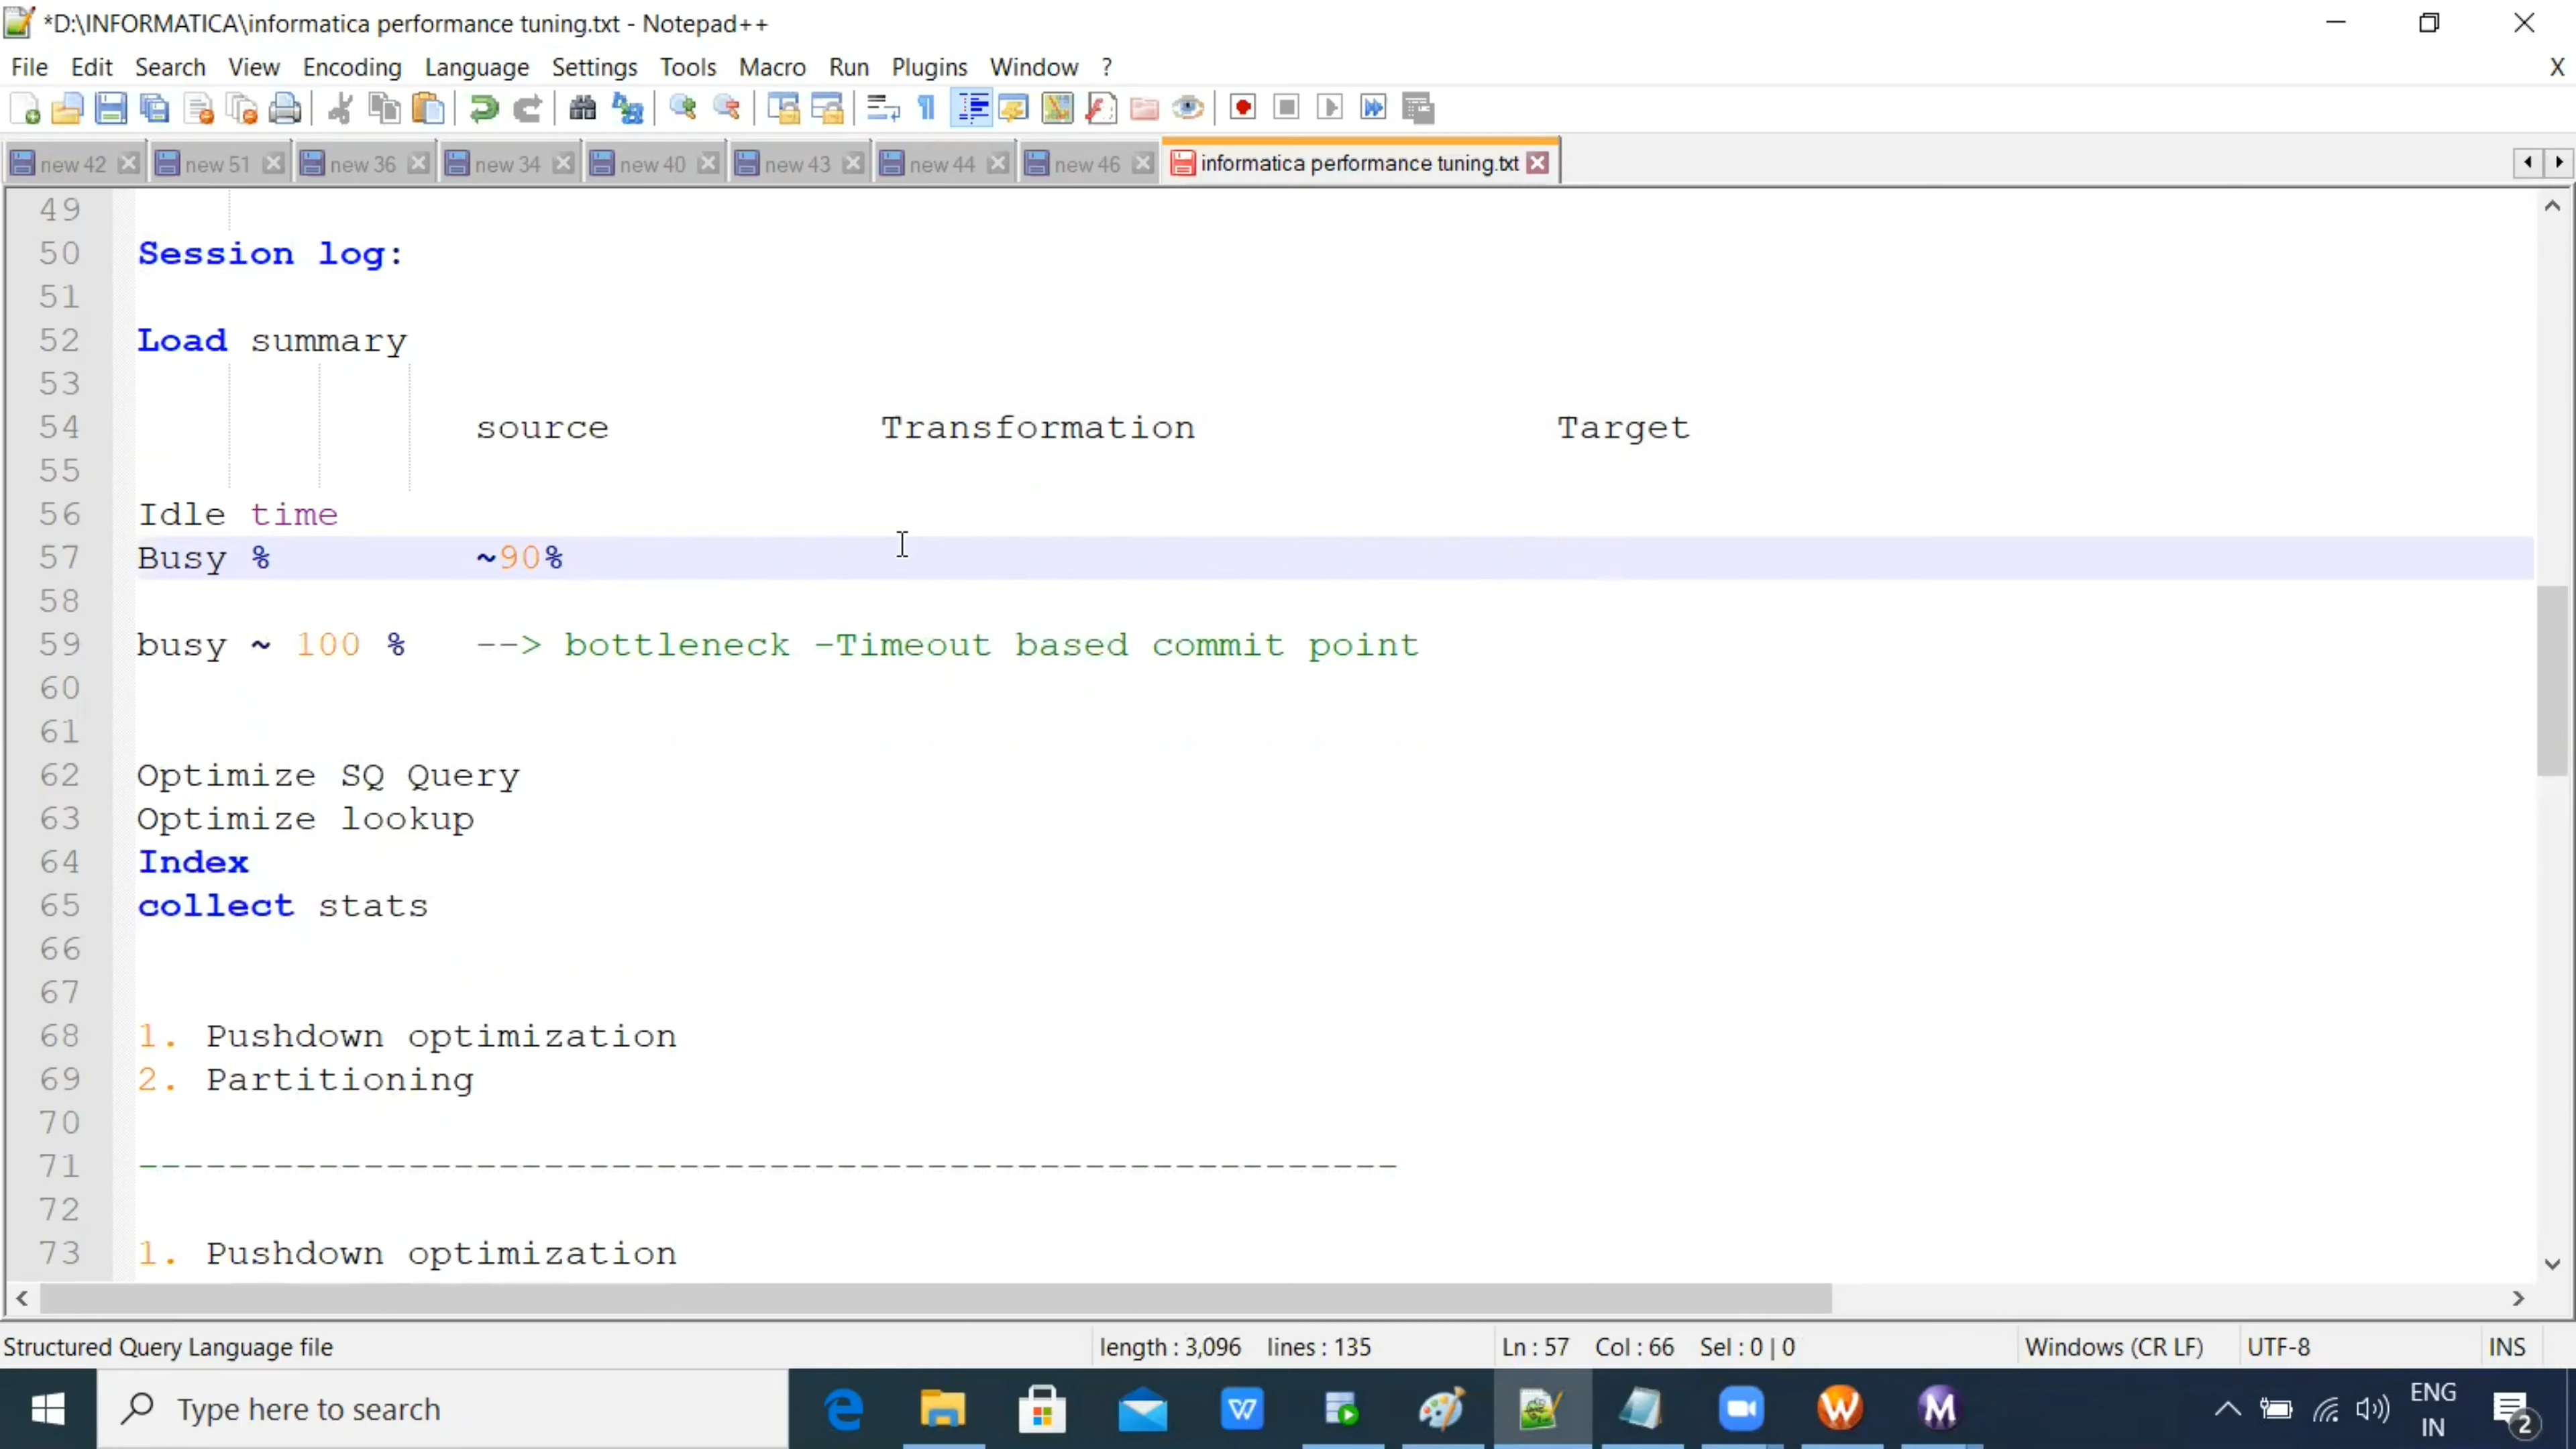 *D:\INFORMATICA\informatica performance tuning.txt - Notepad++
File Edit Search View Encoding Language Settings Tools Macro Run Plugins Window ? X
new 42 new 51 new 36 new 34 new 40 new 43 new 44 new 46 informatica performance tuning.txt
49
50 Session log:
51
52 Load summary
53
54 source Transformation Target
55
56 Idle time
57 Busy % ~90%
58
59 busy ~ 100 % --> bottleneck -Timeout based commit point
60
61
62 Optimize SQ Query
63 Optimize lookup
64 Index
65 collect stats
66
67
68 1. Pushdown optimization
69 2. Partitioning
70
71 --------------------------------------------------------
72
73 1. Pushdown optimization
Structured Query Language file length : 3,096 lines : 135 Ln : 57 Col : 66 Sel : 0 | 0 Windows (CR LF) UTF-8 INS
Type here to search
ENG
IN
2